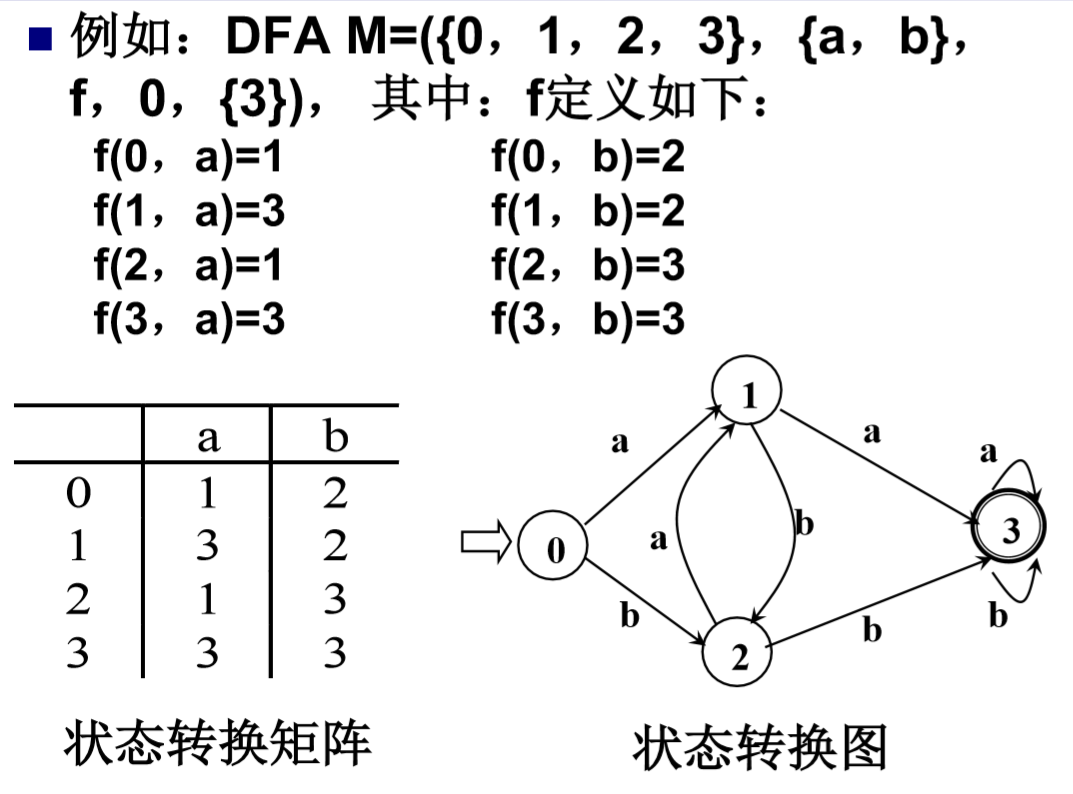 例如：DFA M=({0，1，2，3}，{a，b}，
f，0，{3})， 其中：f定义如下：
f(0，a)=1 f(0，b)=2
f(1，a)=3 f(1，b)=2
f(2，a)=1 f(2，b)=3
f(3，a)=3 f(3，b)=3
a b
0 1 2
1 3 2
2 1 3
3 3 3
状态转换矩阵
1
a
a
a
0
a
b
3
b
2
b
b
状态转换图